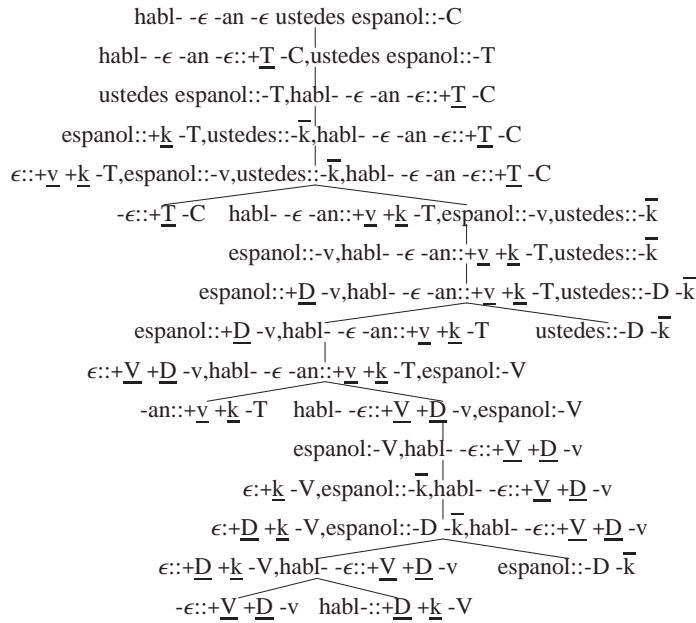 habl- -ϵ -an -ϵ ustedes espanol::-C
habl- -ϵ -an -ϵ::+T̲ -C,ustedes espanol::-T
ustedes espanol::-T,habl- -ϵ -an -ϵ::+T̲ -C
espanol::+k̲ -T,ustedes::-k̅,habl- -ϵ -an -ϵ::+T̲ -C
ϵ::+v̲ +k̲ -T,espanol::-v,ustedes::-k̅,habl- -ϵ -an -ϵ::+T̲ -C
-ϵ::+T̲ -C habl- -ϵ -an::+v̲ +k̲ -T,espanol::-v,ustedes::-k̅
espanol::-v,habl- -ϵ -an::+v̲ +k̲ -T,ustedes::-k̅
espanol::+D̲ -v,habl- -ϵ -an::+v̲ +k̲ -T,ustedes::-D -k̅
espanol::+D̲ -v,habl- -ϵ -an::+v̲ +k̲ -T ustedes::-D -k̅
ϵ::+V̲ +D̲ -v,habl- -ϵ -an::+v̲ +k̲ -T,espanol:-V
-an::+v̲ +k̲ -T habl- -ϵ::+V̲ +D̲ -v,espanol:-V
espanol:-V,habl- -ϵ::+V̲ +D̲ -v
ϵ:+k̲ -V,espanol::-k̅,habl- -ϵ::+V̲ +D̲ -v
ϵ:+D̲ +k̲ -V,espanol::-D -k̅,habl- -ϵ::+V̲ +D̲ -v
ϵ::+D̲ +k̲ -V,habl- -ϵ::+V̲ +D̲ -v espanol::-D -k̅
-ϵ::+V̲ +D̲ -v habl-::+D̲ +k̲ -V